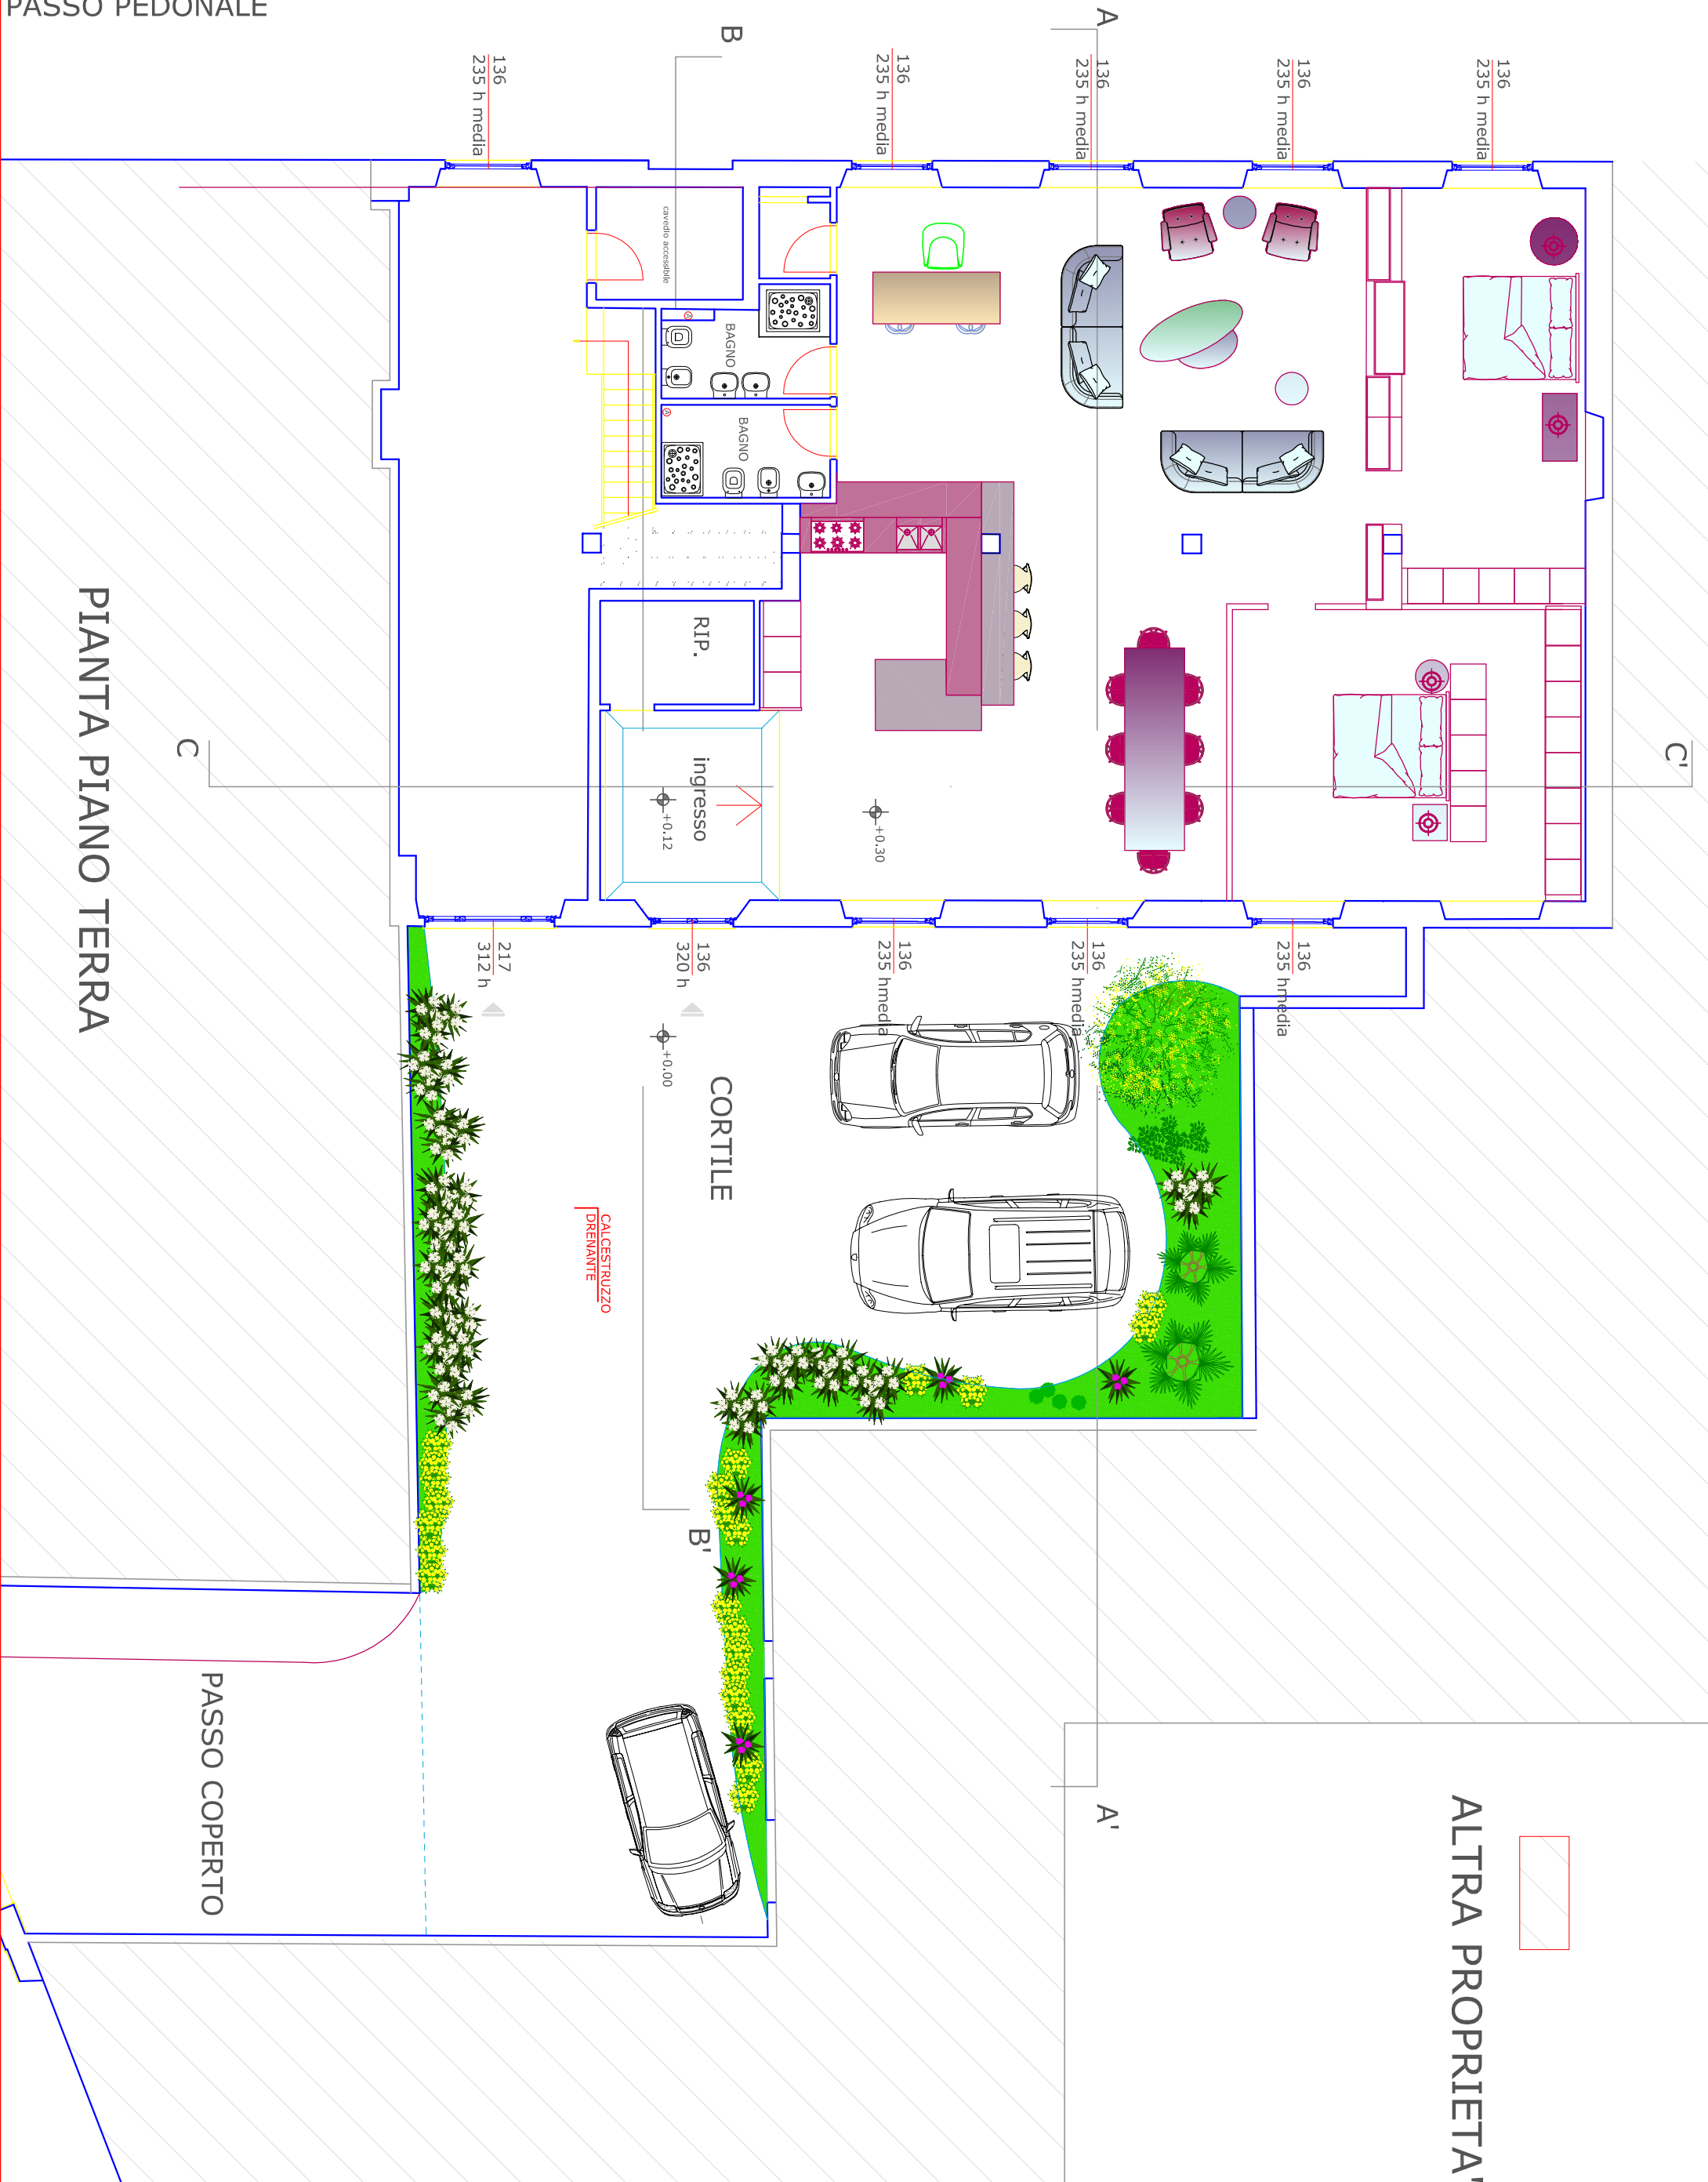 PASSO PEDONALE
A
B
136
235 h media
136
235 h media
136
235 h media
136
235 h media
136
235 h media
cavedio accessibile
BAGNO
BAGNO
RIP.
ingresso
+0.12
+0.30
C
C'
PIANTA PIANO TERRA
217
312 h
136
320 h
136
235 hmedia
136
235 hmedia
136
235 hmedia
+0.00
CORTILE
CALCESTRUZZO
DRENANTE
B'
PASSO COPERTO
A'
ALTRA PROPRIETA'